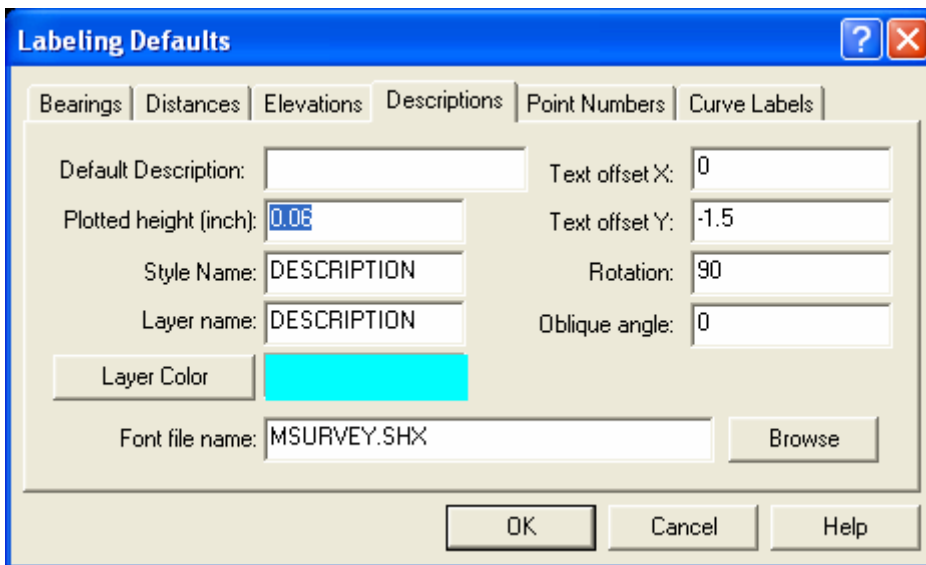 Labeling Defaults
?
Bearings Distances Elevations Descriptions Point Numbers Curve Labels
Default Description: Text offset X: 0
Plotted height (inch): 0.06 Text offset Y: -1.5
Style Name: DESCRIPTION Rotation: 90
Layer name: DESCRIPTION Oblique angle: 0
Layer Color
Font file name: MSURVEY.SHX Browse
OK Cancel Help